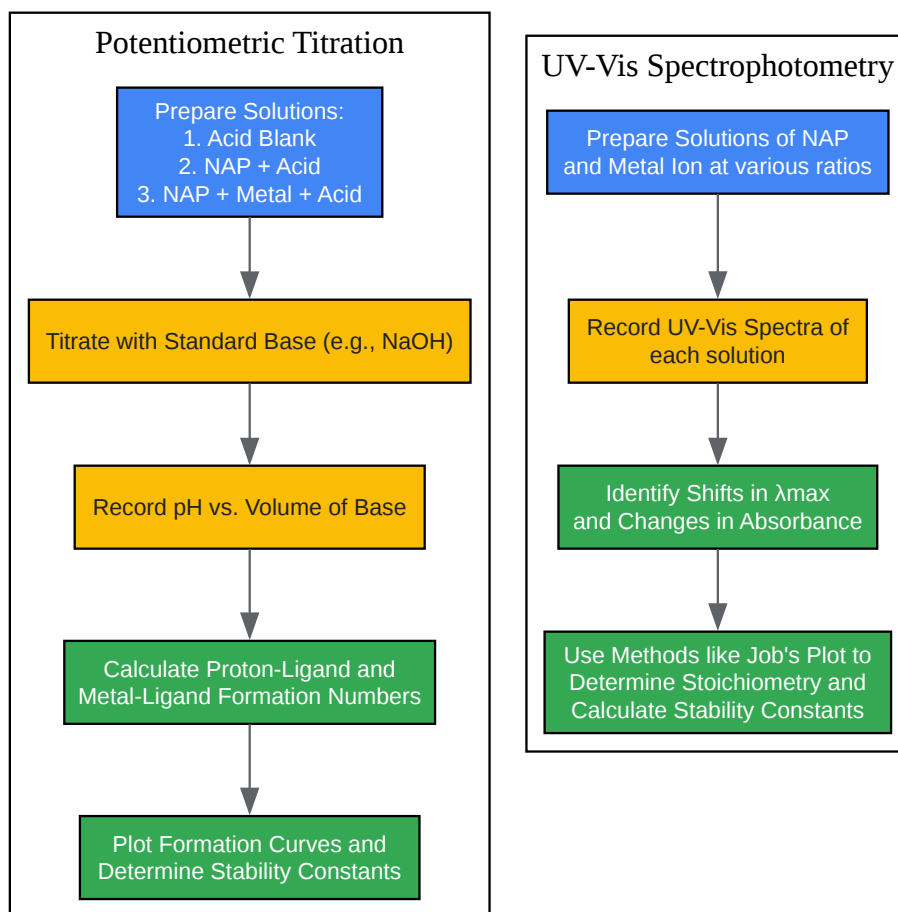 Potentiometric Titration
Prepare Solutions:
1. Acid Blank
2. NAP + Acid
3. NAP + Metal + Acid
Titrate with Standard Base (e.g., NaOH)
Record pH vs. Volume of Base
Calculate Proton-Ligand and
Metal-Ligand Formation Numbers
Plot Formation Curves and
Determine Stability Constants
UV-Vis Spectrophotometry
Prepare Solutions of NAP
and Metal Ion at various ratios
Record UV-Vis Spectra of
each solution
Identify Shifts in λmax
and Changes in Absorbance
Use Methods like Job's Plot to
Determine Stoichiometry and
Calculate Stability Constants